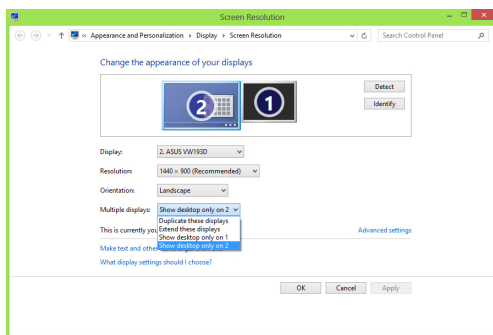 Screen Resolution
« Appearance and Personalization › Display › Screen Resolution
Search Control Panel
Change the appearance of your displays
2
1
Detect
Identify
Display: 2. ASUS VW193D
Resolution: 1440 × 900 (Recommended)
Orientation: Landscape
Multiple displays: Show desktop only on 2
Duplicate these displays
This is currently you
Extend these displays
Advanced settings
Show desktop only on 1
Make text and othe
Show desktop only on 2
What display settings should I choose?
OK Cancel Apply